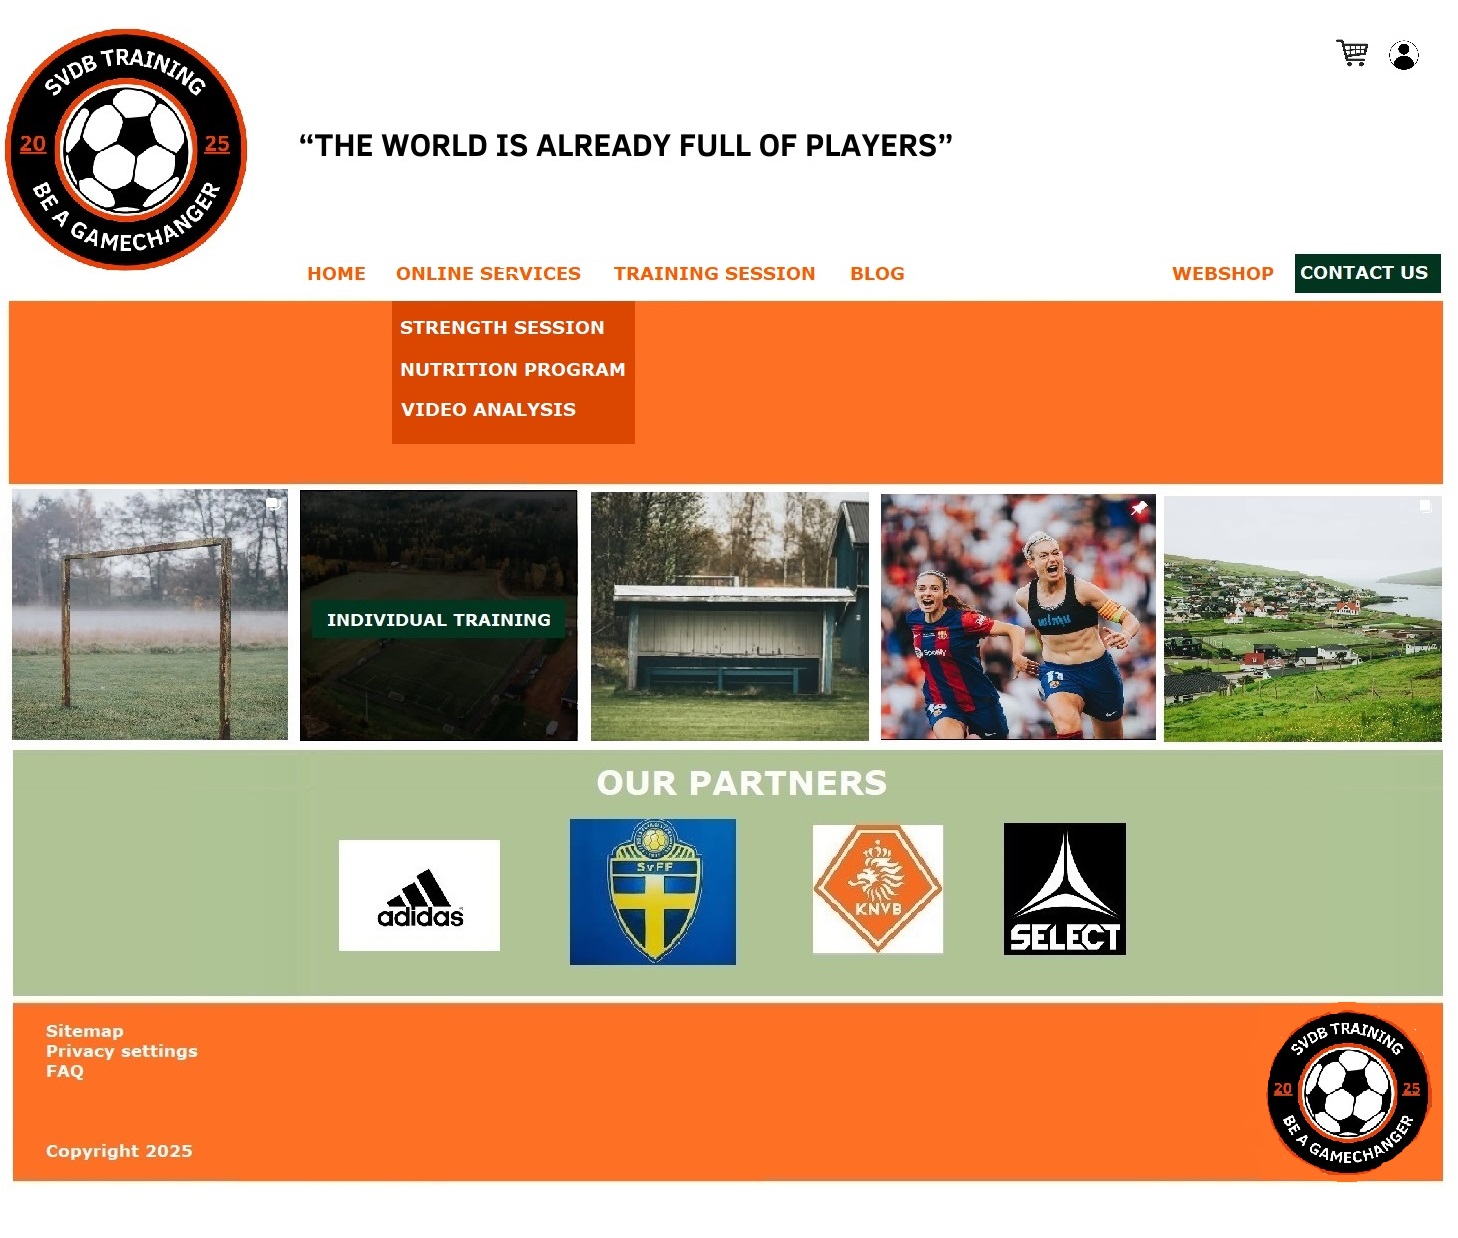 SVDB TRAINING
20 25
BE A GAMECHANGER
“THE WORLD IS ALREADY FULL OF PLAYERS”
HOME ONLINE SERVICES TRAINING SESSION BLOG WEBSHOP CONTACT US
STRENGTH SESSION
NUTRITION PROGRAM
VIDEO ANALYSIS
INDIVIDUAL TRAINING
Spotify
11
OUR PARTNERS
adidas
SvFF
KNVB
SELECT
Sitemap
Privacy settings
FAQ
Copyright 2025
SVDB TRAINING
20 25
BE A GAMECHANGER